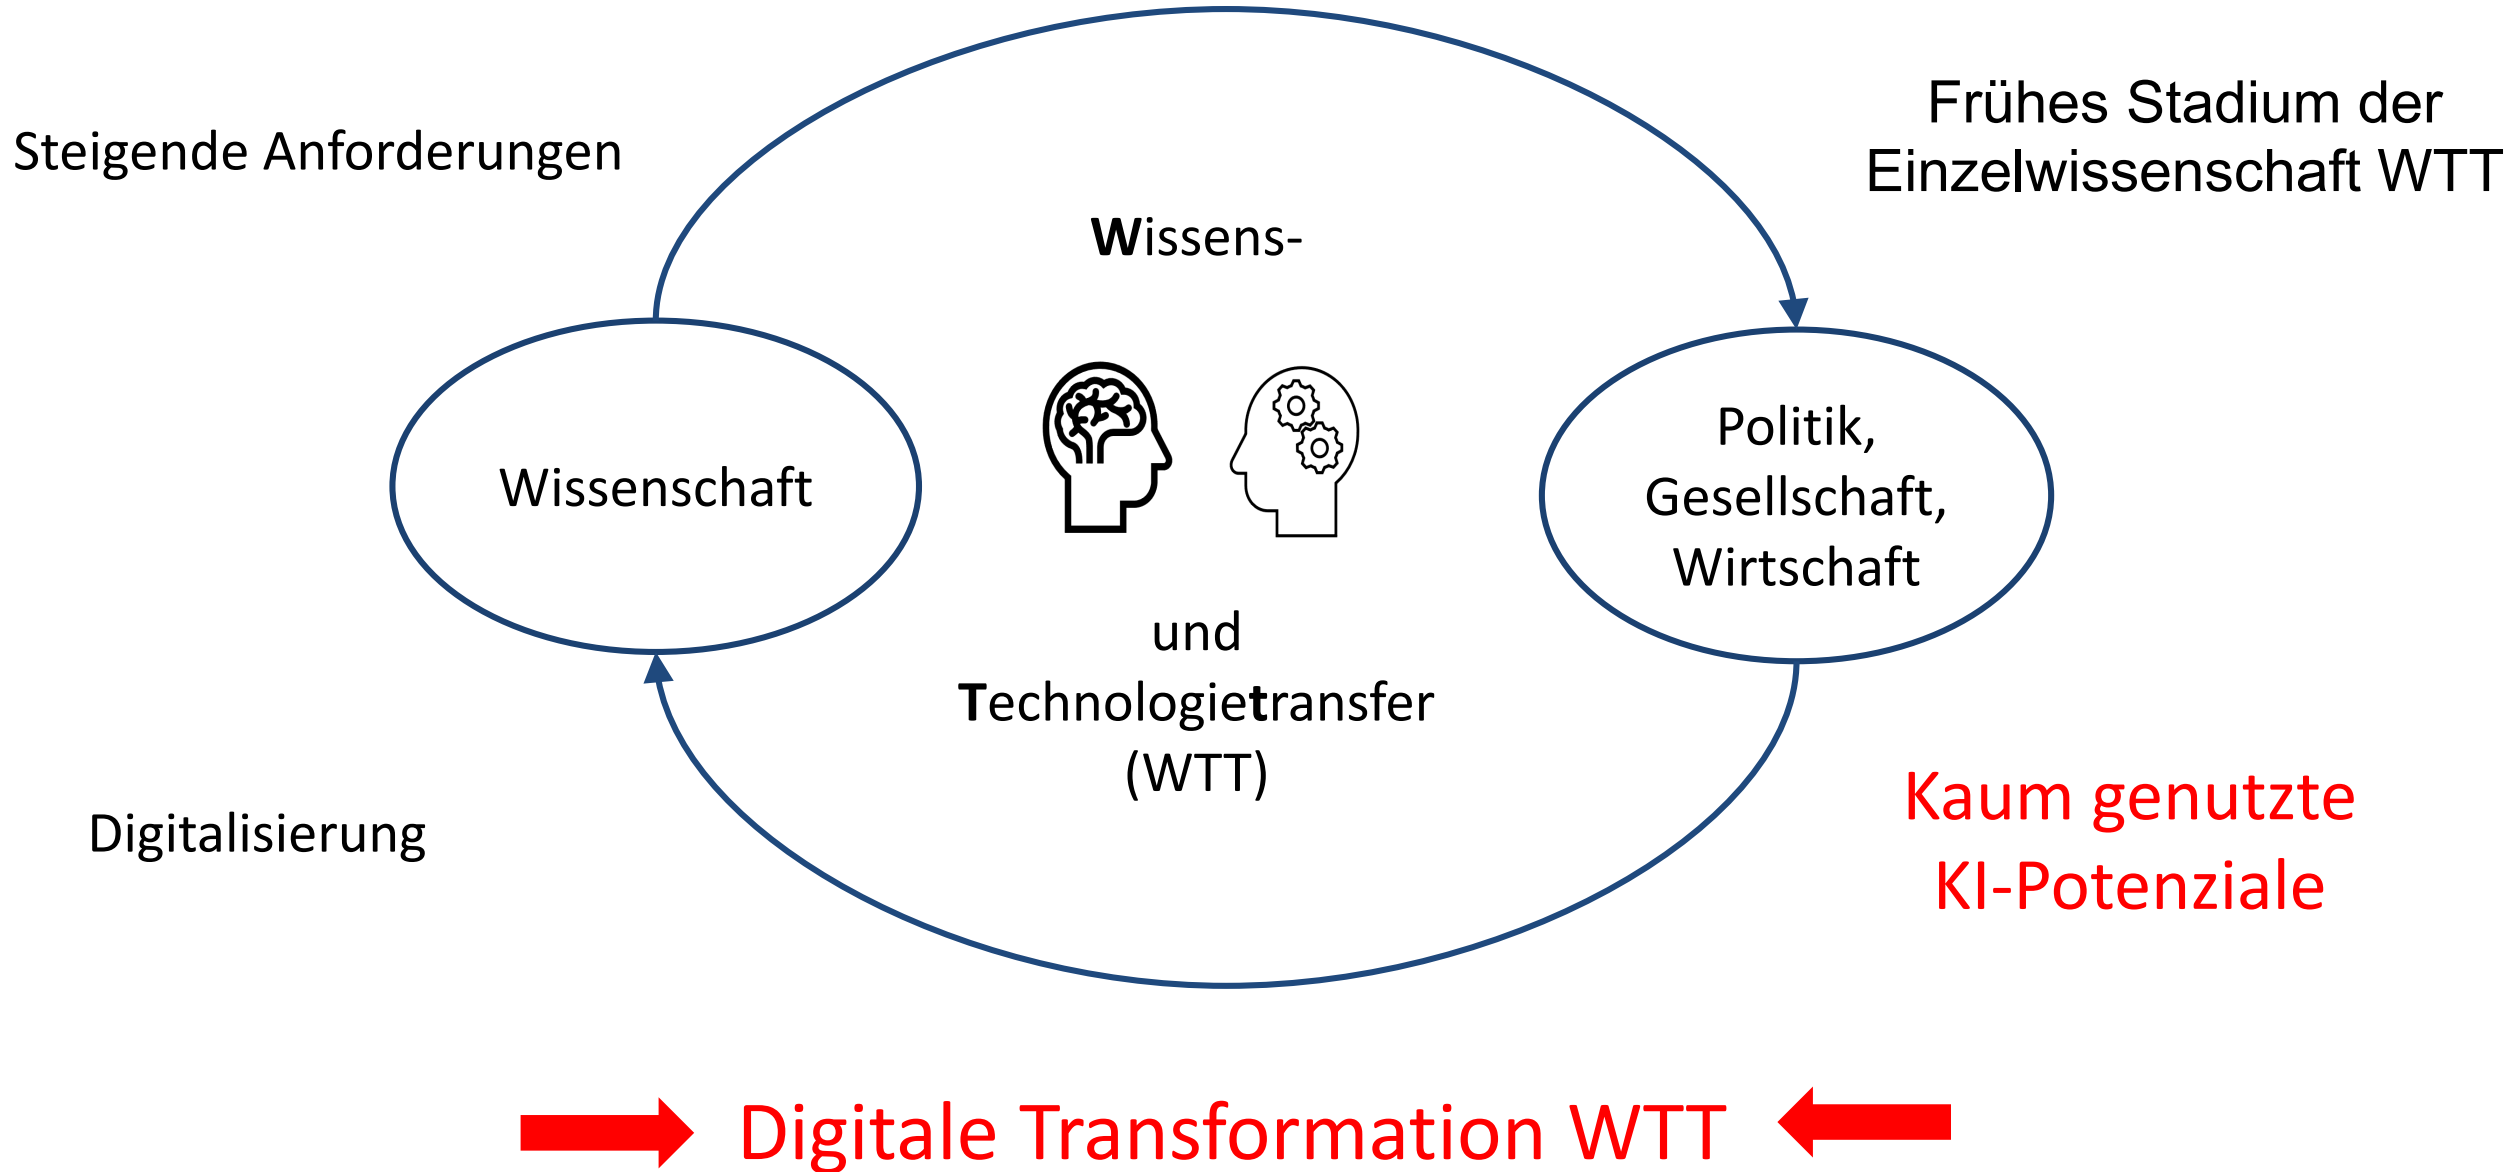 Steigende Anforderungen
Frühes Stadium der
Einzelwissenschaft WTT
Wissens-
Wissenschaft
Politik,
Gesellschaft,
Wirtschaft
und
Technologietransfer
(WTT)
Digitalisierung
Kaum genutzte
KI-Potenziale
Digitale Transformation WTT